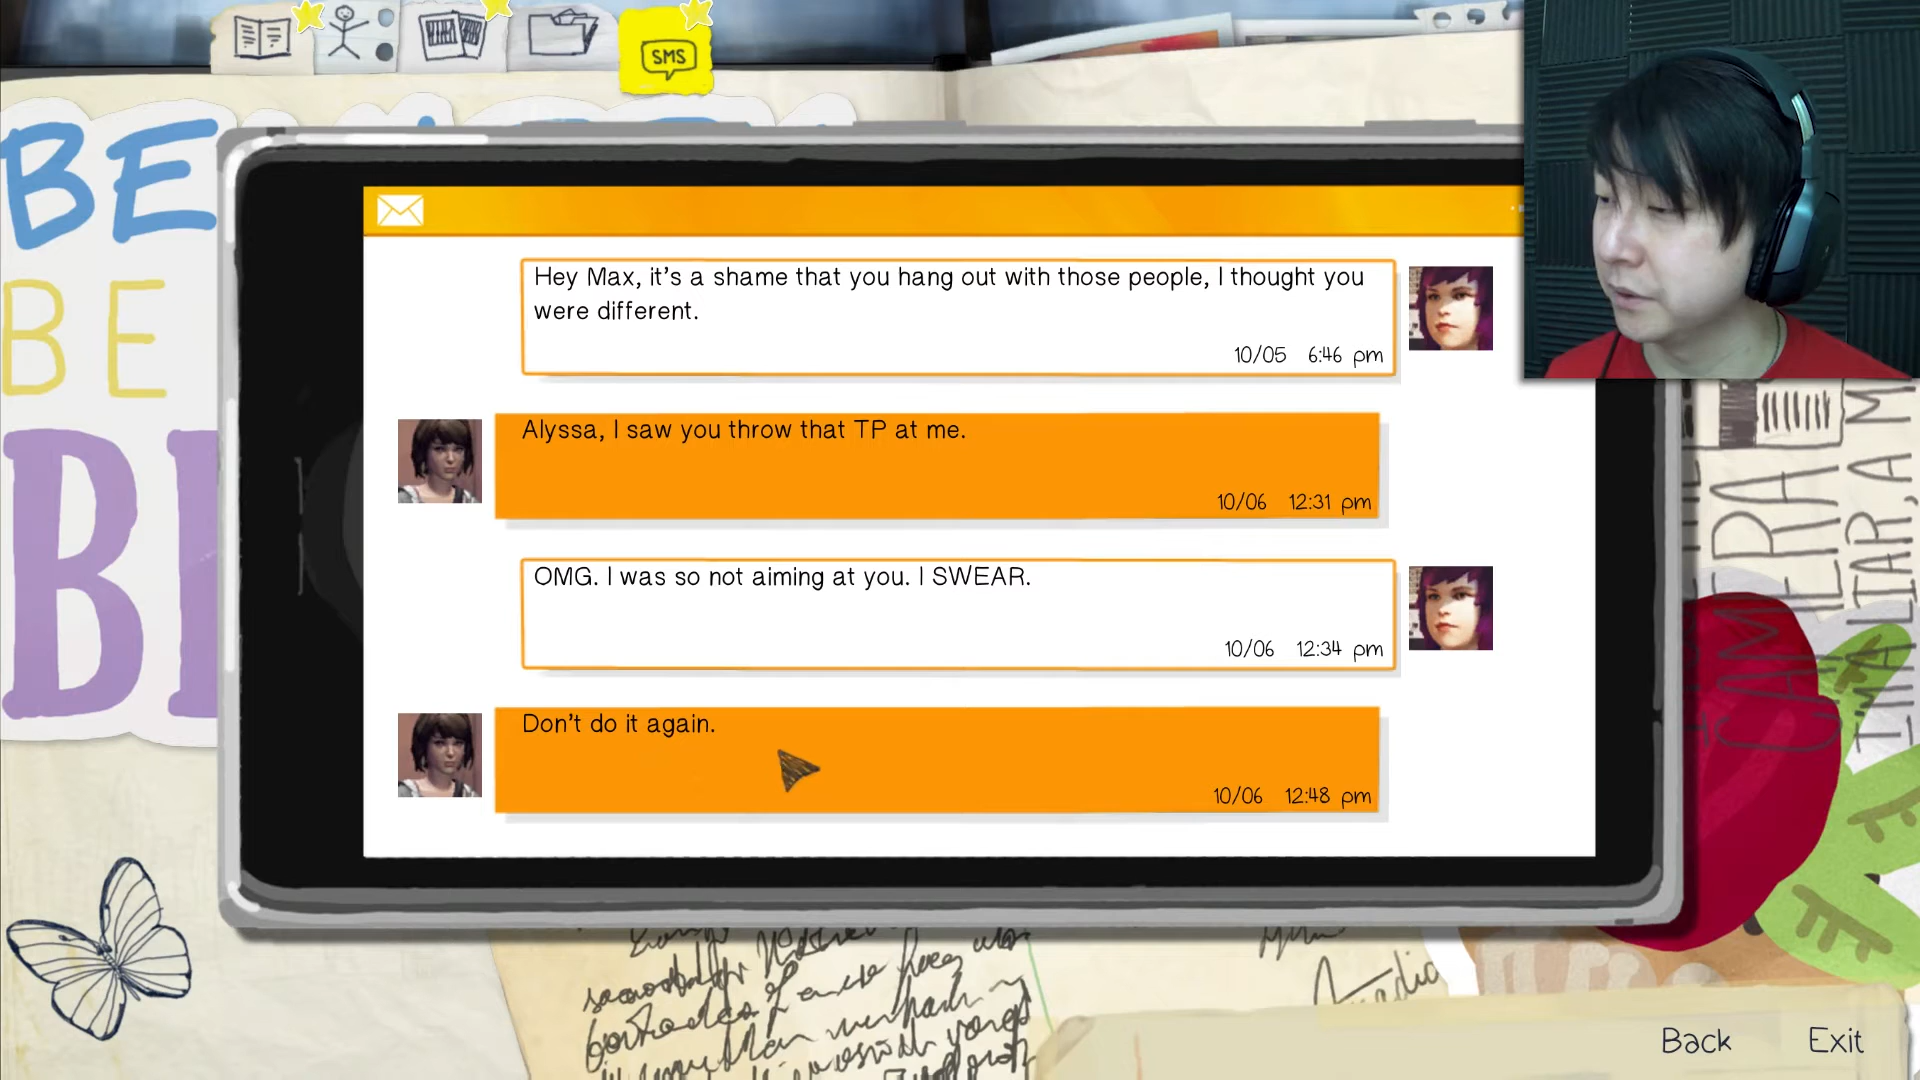 SMS
BE
BE
Hey Max, it's a shame that you hang out with those people, I thought you
were different.
10/05 6:46 pm
Alyssa, I saw you throw that TP at me.
10/06 12:31 pm
OMG. I was so not aiming at you. I SWEAR.
10/06 12:34 pm
Don't do it again.
10/06 12:48 pm
CAMERA
I'M A LIAR, A M
Back
Exit